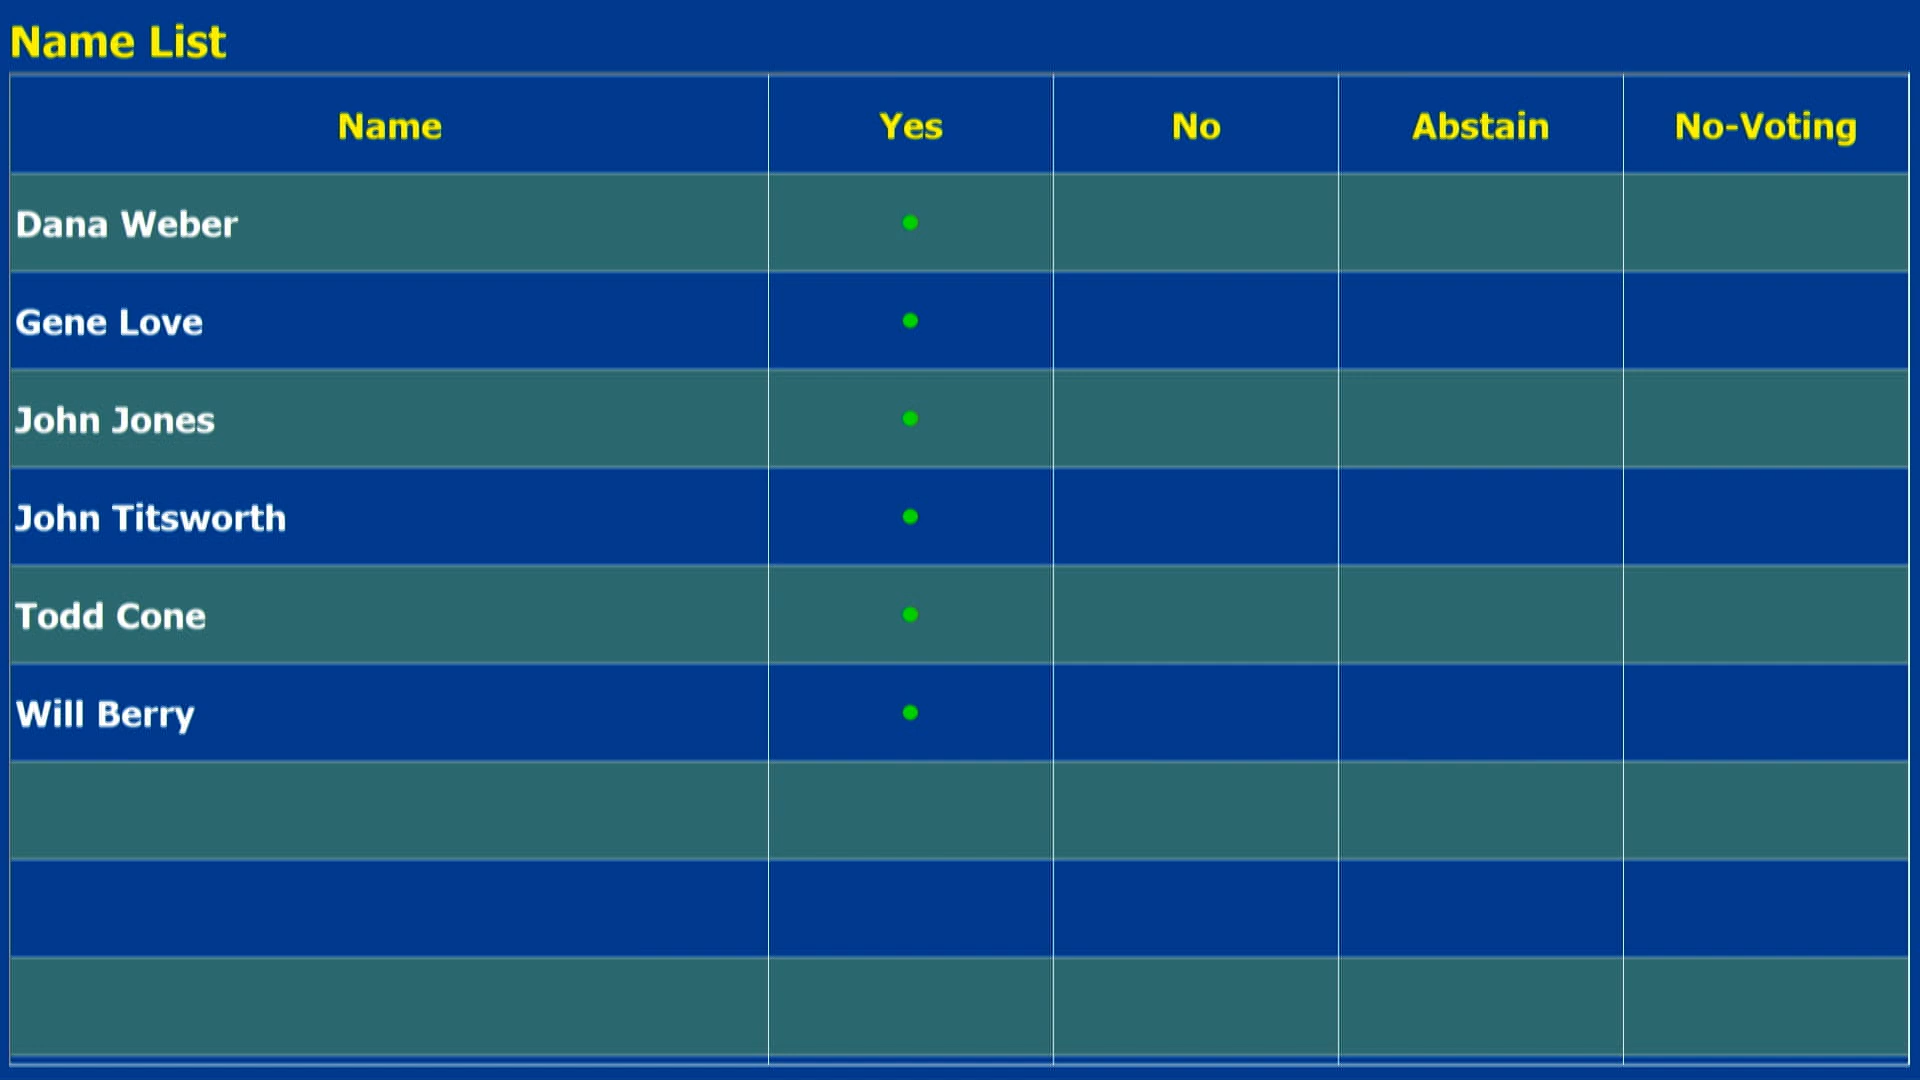 Name List
Name Yes No Abstain No-Voting
Dana Weber
Gene Love
John Jones
John Titsworth
Todd Cone
Will Berry